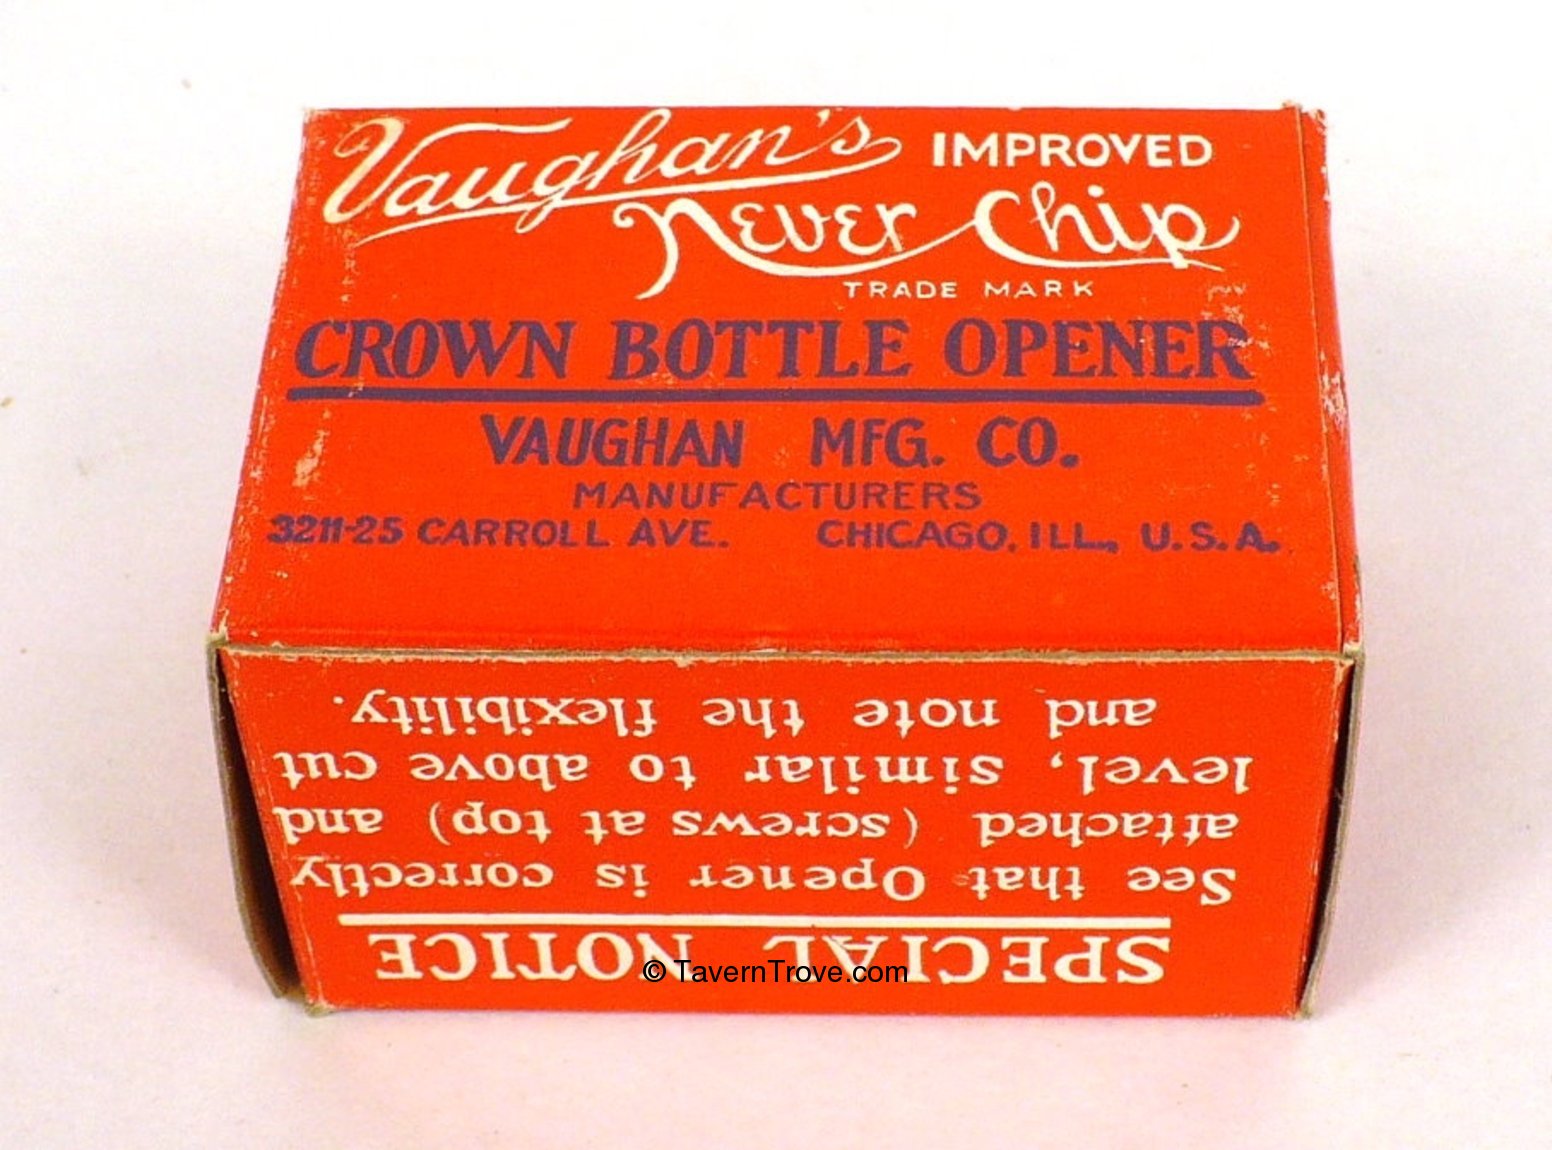 Vaughan's IMPROVED
Never Chip
TRADE MARK
CROWN BOTTLE OPENER
VAUGHAN MFG. CO.
MANUFACTURERS
3211-25 CARROLL AVE. CHICAGO, ILL., U.S.A.
SPECIAL NOTICE
See that Opener is correctly
attached (screws at top) and
level, similar to above cut
and note the flexibility.
© TavernTrove.com